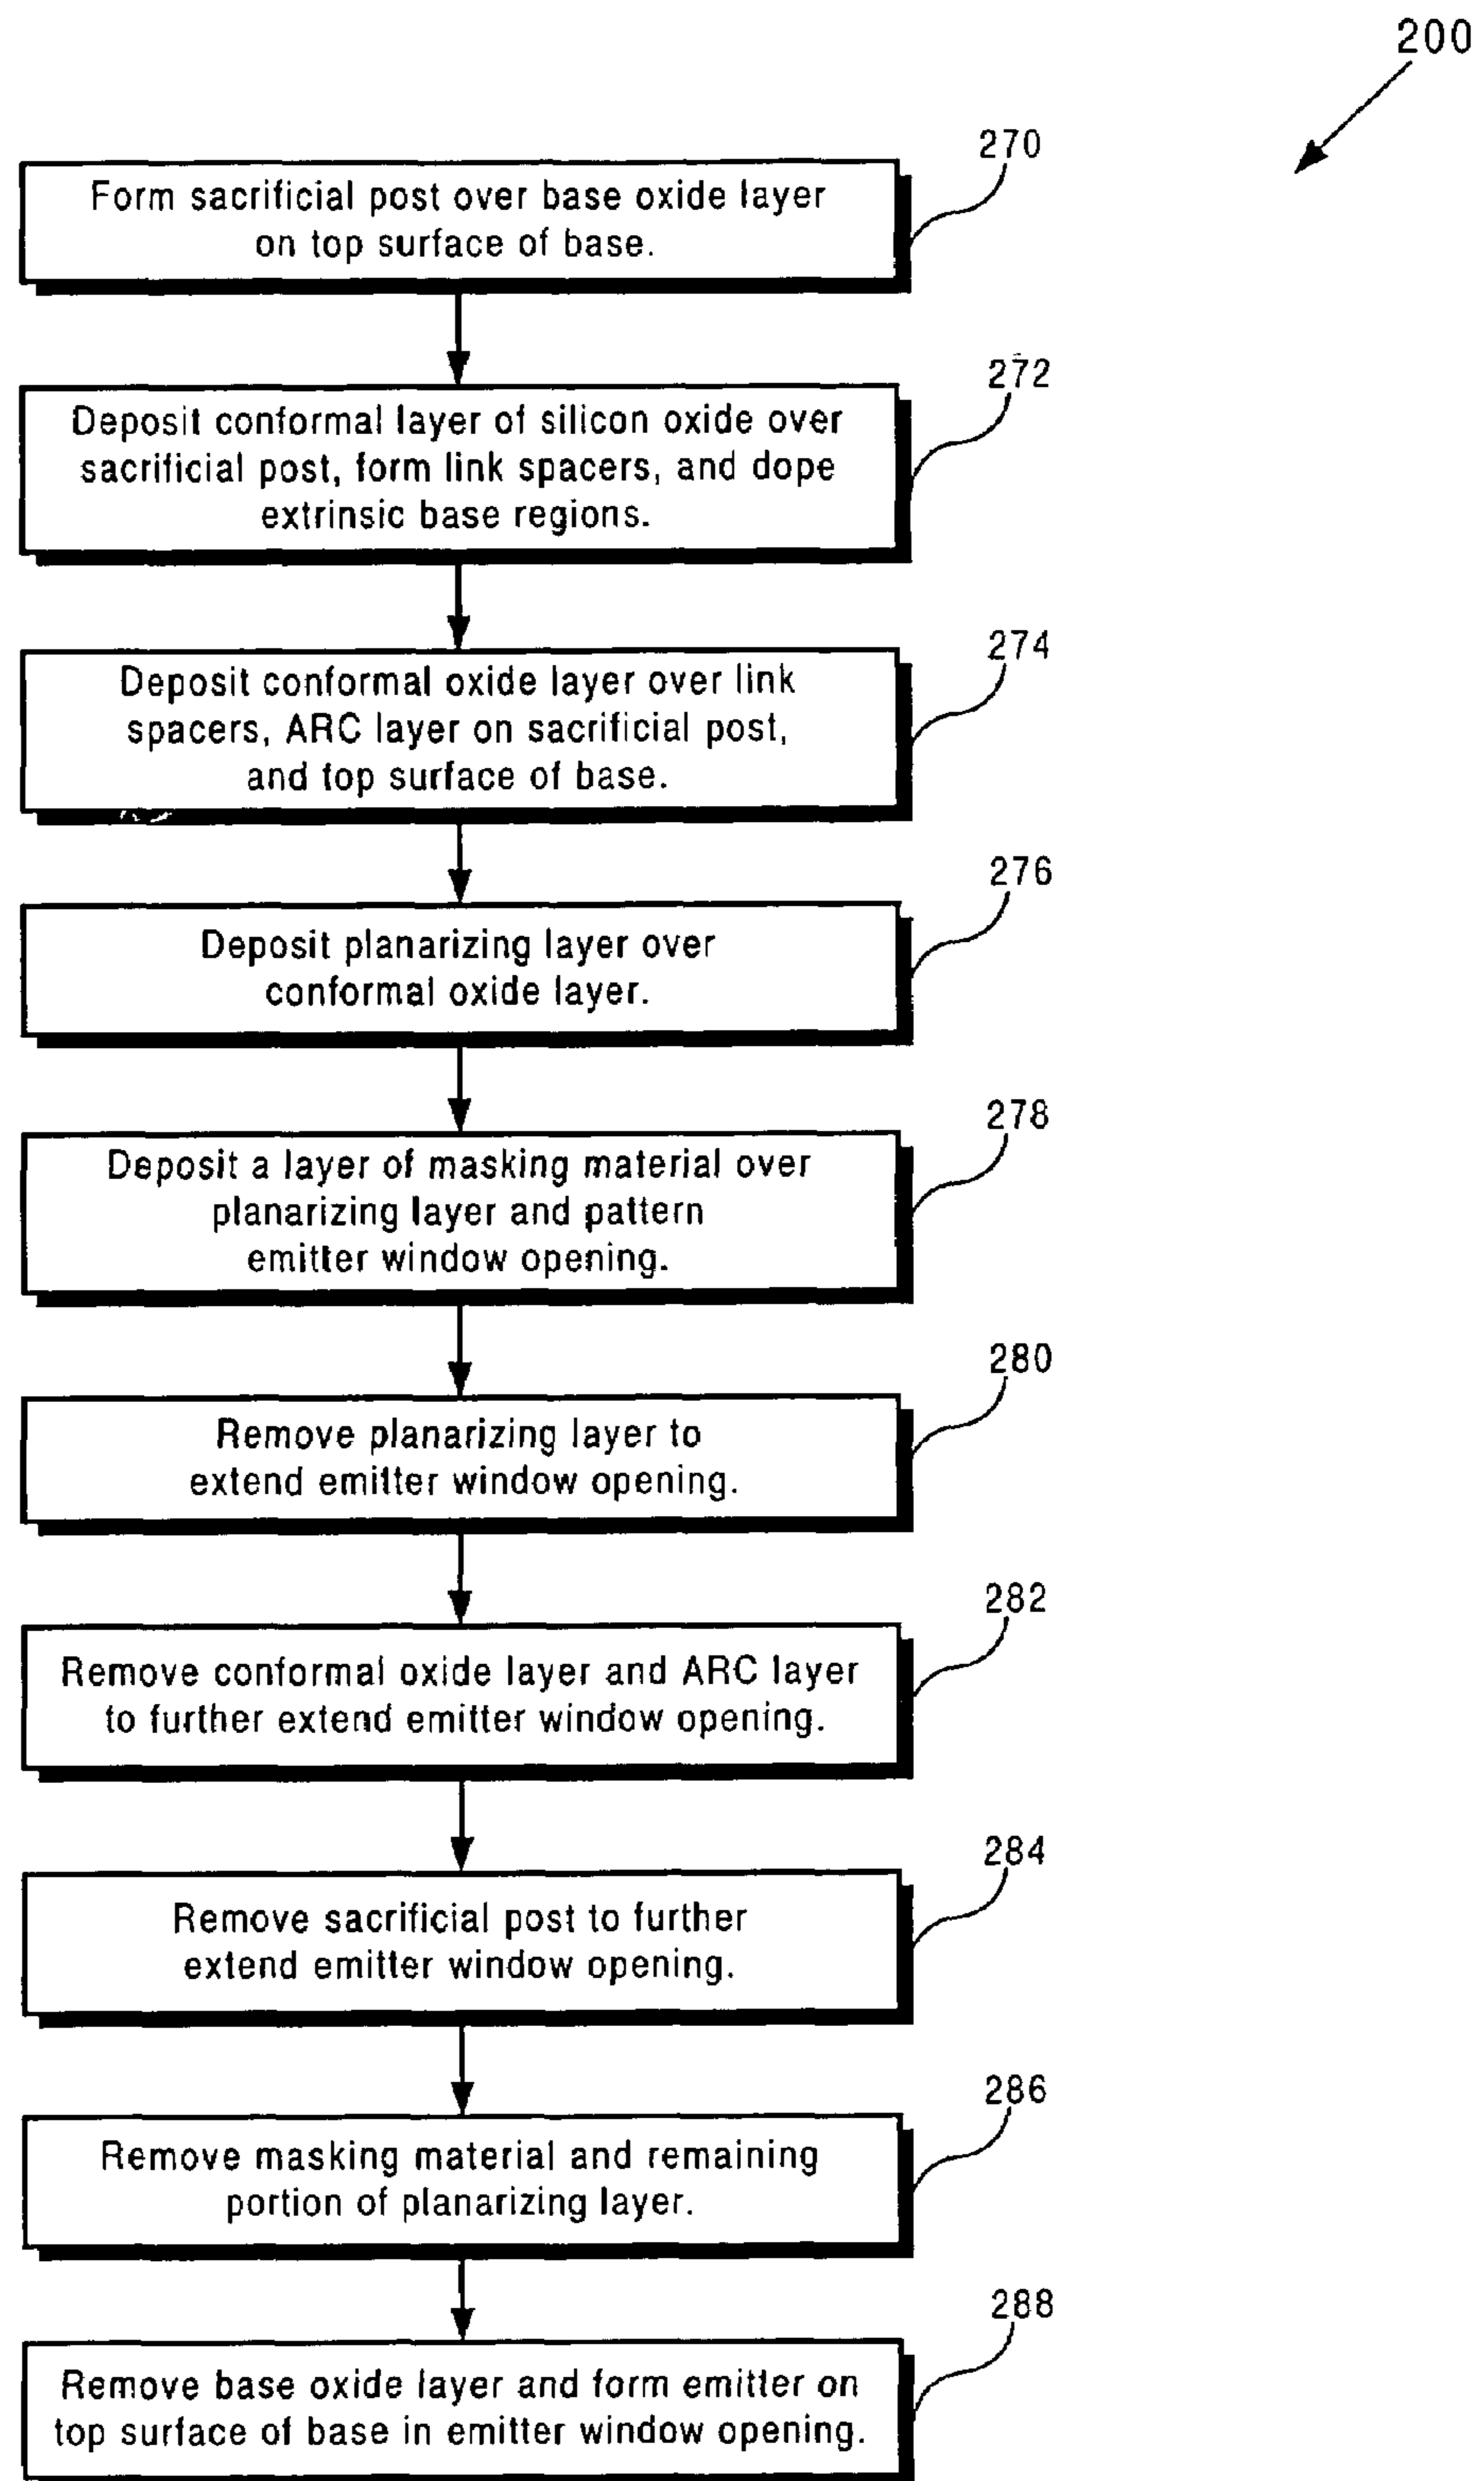 200
270
Form sacrificial post over base oxide layer
on top surface of base.
272
Deposit conformal layer of silicon oxide over
sacrificial post, form link spacers, and dope
extrinsic base regions.
274
Deposit conformal oxide layer over link
spacers, ARC layer on sacrificial post,
and top surface of base.
276
Deposit planarizing layer over
conformal oxide layer.
278
Deposit a layer of masking material over
planarizing layer and pattern
emitter window opening.
280
Remove planarizing layer to
extend emitter window opening.
282
Remove conformal oxide layer and ARC layer
to further extend emitter window opening.
284
Remove sacrificial post to further
extend emitter window opening.
286
Remove masking material and remaining
portion of planarizing layer.
288
Remove base oxide layer and form emitter on
top surface of base in emitter window opening.